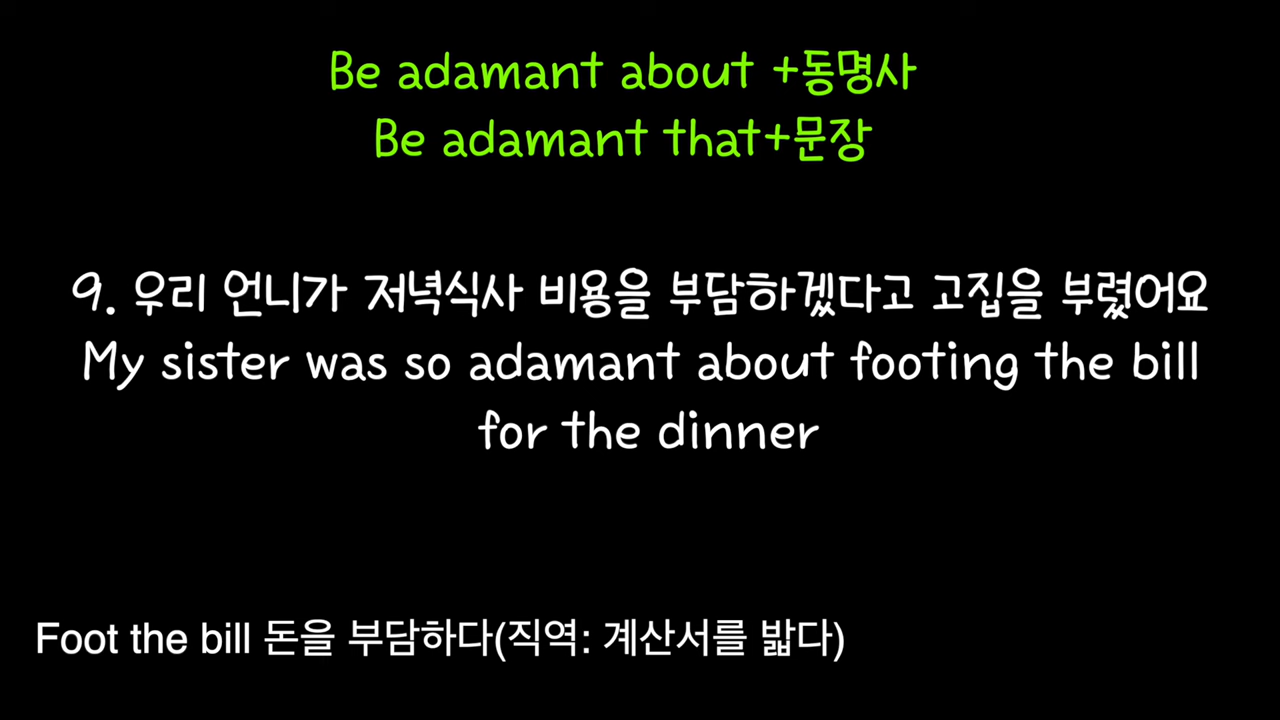 Be adamant about +동명사
Be adamant that+문장
9. 우리 언니가 저녁식사 비용을 부담하겠다고 고집을 부렸어요
My sister was so adamant about footing the bill
for the dinner
Foot the bill 돈을 부담하다(직역: 계산서를 밟다)